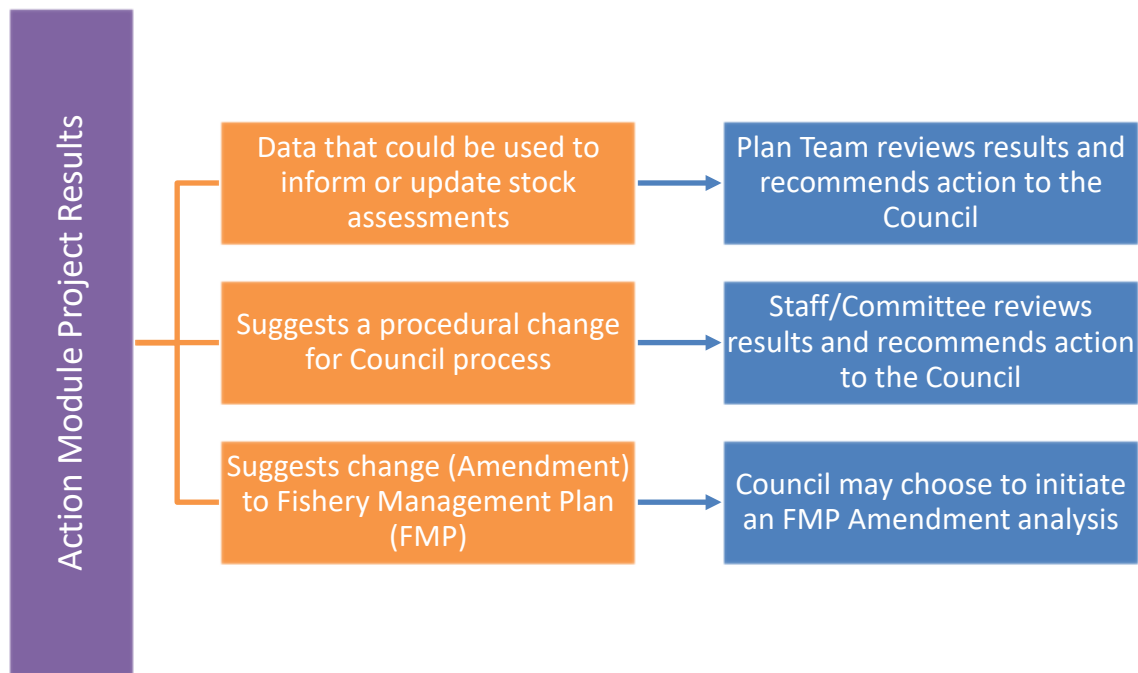 Action Module Project Results
Data that could be used to
inform or update stock
assessments
Plan Team reviews results and
recommends action to the
Council
Suggests a procedural change
for Council process
Staff/Committee reviews
results and recommends action
to the Council
Suggests change (Amendment)
to Fishery Management Plan
(FMP)
Council may choose to initiate
an FMP Amendment analysis